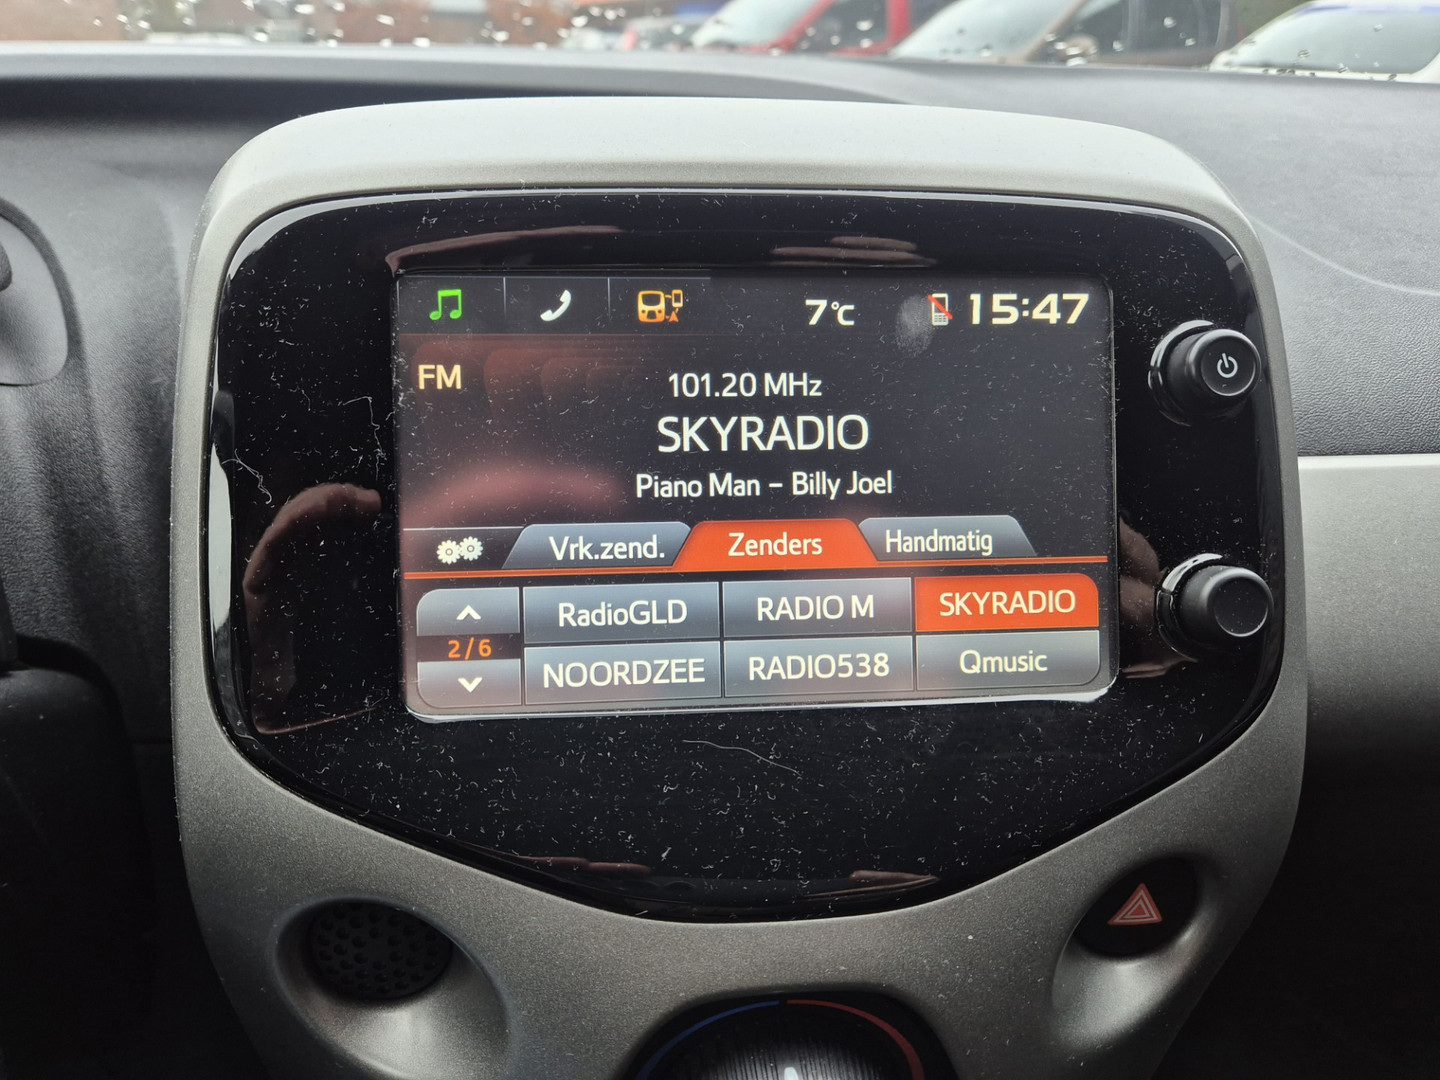 7°C 15:47
FM
101.20 MHz
SKYRADIO
Piano Man - Billy Joel
Vrk.zend. Zenders Handmatig
RadioGLD RADIO M SKYRADIO
2/6
NOORDZEE RADIO538 Qmusic